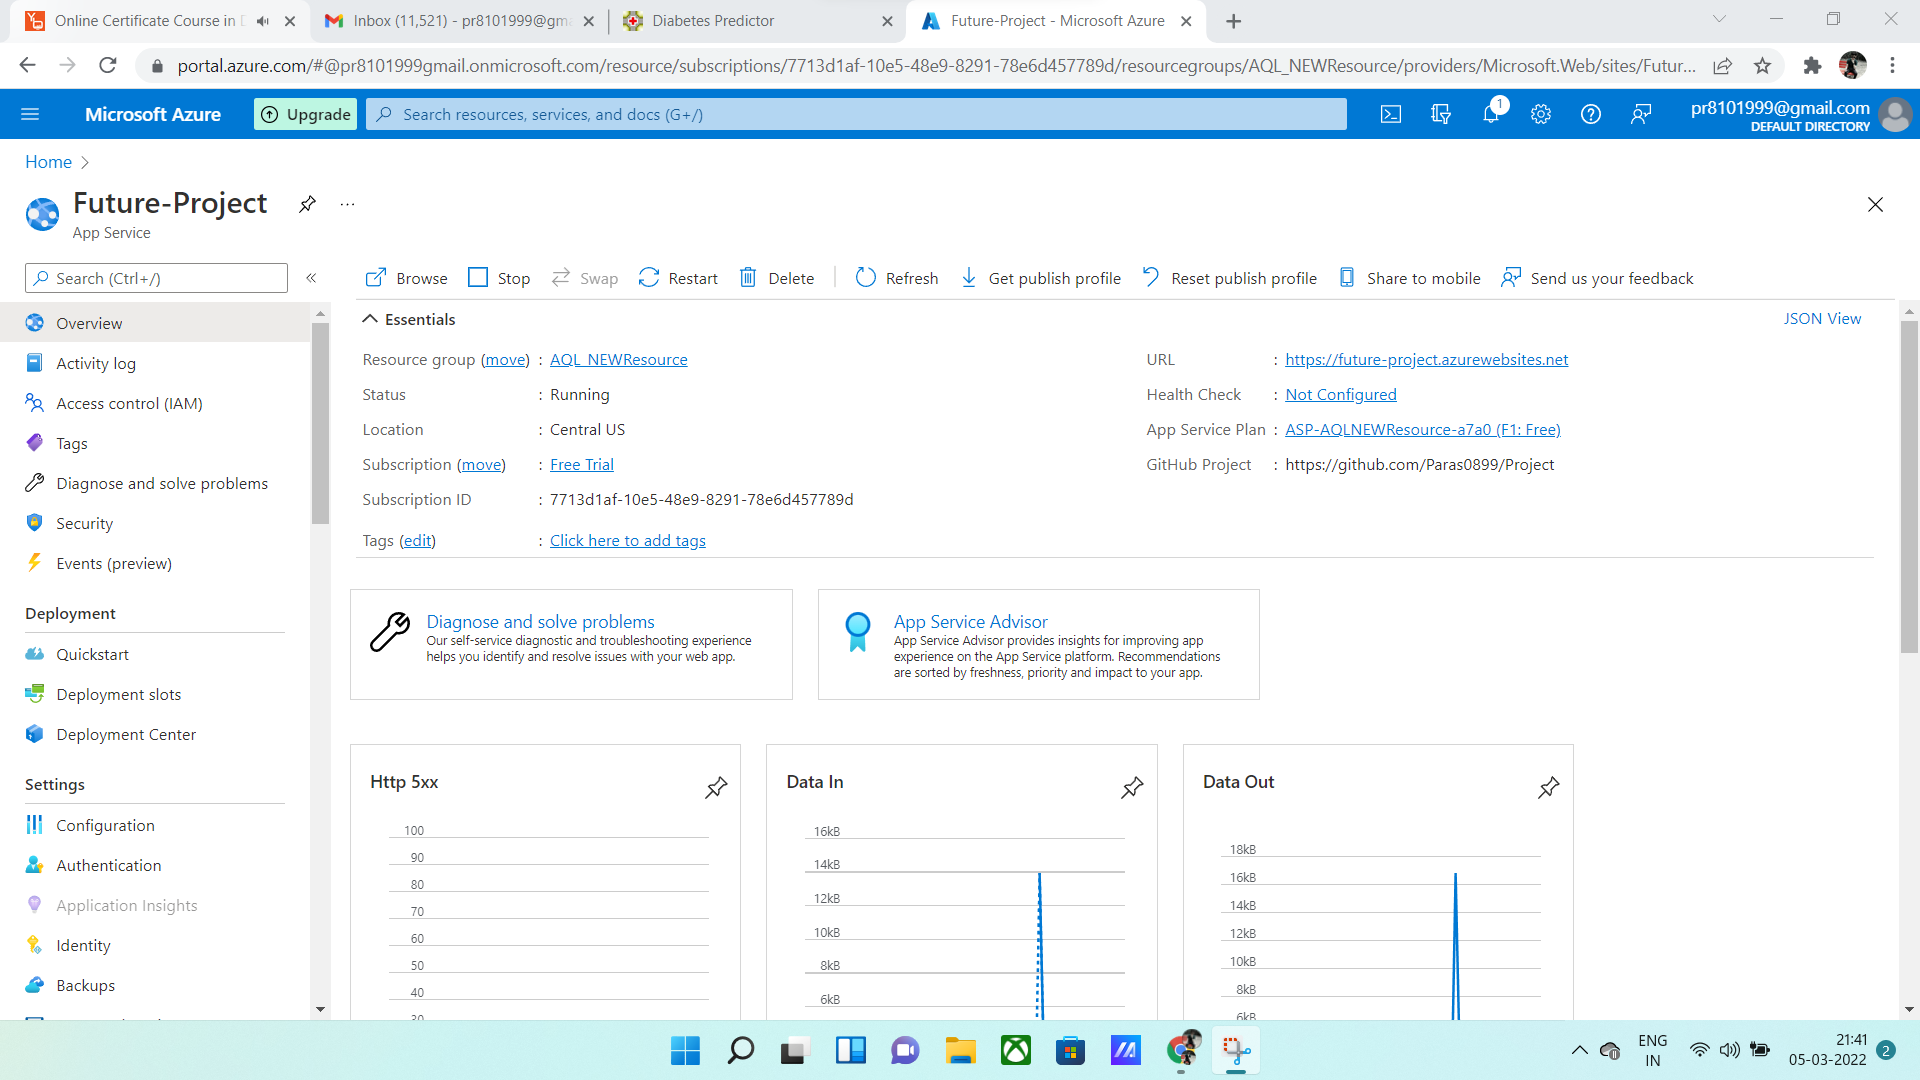 Online Certificate Course in D
Inbox (11,521) - pr8101999@gm
Diabetes Predictor
Future-Project - Microsoft Azure
portal.azure.com/#@pr8101999gmail.onmicrosoft.com/resource/subscriptions/7713d1af-10e5-48e9-8291-78e6d457789d/resourcegroups/AQL_NEWResource/providers/Microsoft.Web/sites/Futur...
Microsoft Azure
Upgrade
Search resources, services, and docs (G+/)
1
pr8101999@gmail.com
DEFAULT DIRECTORY
Home
Future-Project
...
App Service
Search (Ctrl+/)
«
Browse
Stop
Swap
Restart
Delete
Refresh
Get publish profile
Reset publish profile
Share to mobile
Send us your feedback
Overview
Activity log
Access control (IAM)
Tags
Diagnose and solve problems
Security
Events (preview)
Deployment
Quickstart
Deployment slots
Deployment Center
Settings
Configuration
Authentication
Application Insights
Identity
Backups
Essentials
JSON View
Resource group (move) : AQL_NEWResource
Status : Running
Location : Central US
Subscription (move) : Free Trial
Subscription ID : 7713d1af-10e5-48e9-8291-78e6d457789d
Tags (edit) : Click here to add tags
URL : https://future-project.azurewebsites.net
Health Check : Not Configured
App Service Plan : ASP-AQLNEWResource-a7a0 (F1: Free)
GitHub Project : https://github.com/Paras0899/Project
Diagnose and solve problems
Our self-service diagnostic and troubleshooting experience
helps you identify and resolve issues with your web app.
App Service Advisor
App Service Advisor provides insights for improving app
experience on the App Service platform. Recommendations
are sorted by freshness, priority and impact to your app.
Http 5xx
100
90
80
70
60
50
40
30
Data In
16kB
14kB
12kB
10kB
8kB
6kB
Data Out
18kB
16kB
14kB
12kB
10kB
8kB
6kB
ENG
IN
21:41
05-03-2022
2